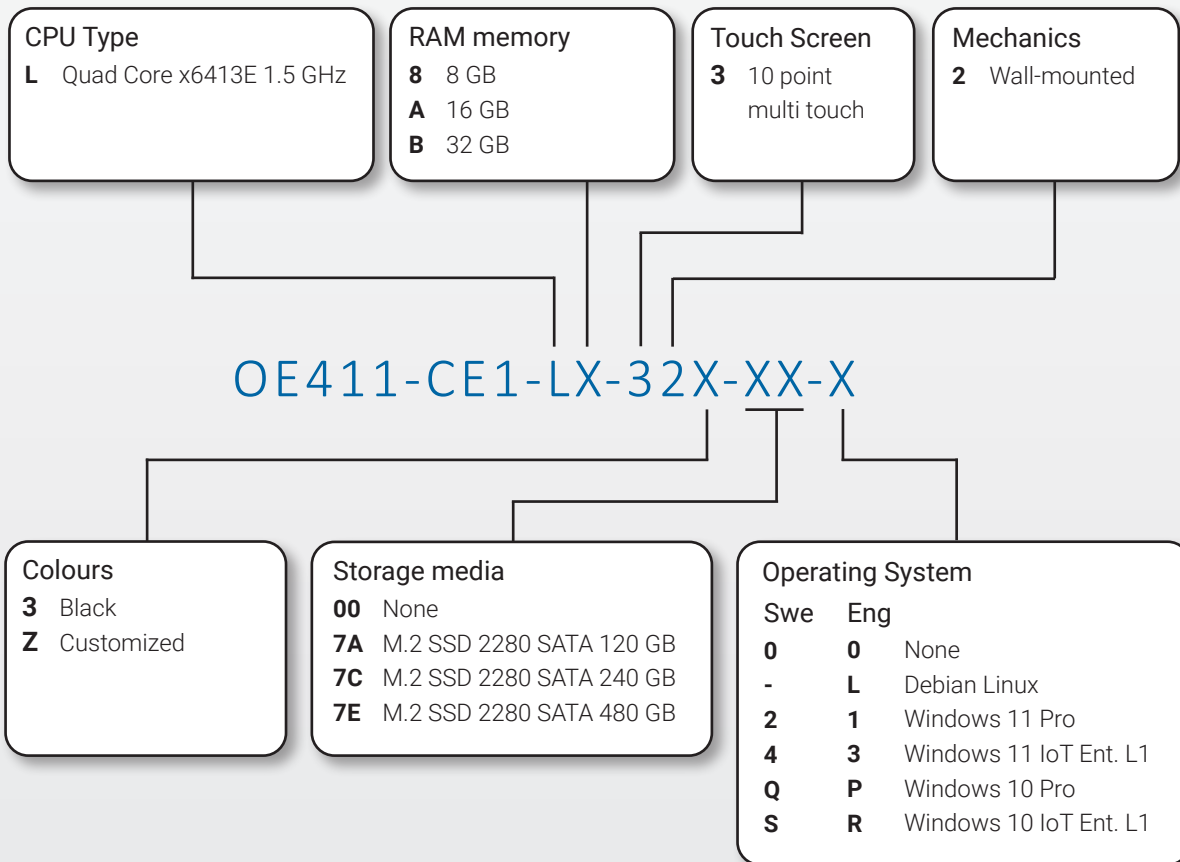 CPU Type
L Quad Core x6413E 1.5 GHz
RAM memory
8 8 GB
A 16 GB
B 32 GB
Touch Screen
3 10 point
multi touch
Mechanics
2 Wall-mounted
OE411-CE1-LX-32X-XX-X
Colours
3 Black
Z Customized
Storage media
00 None
7A M.2 SSD 2280 SATA 120 GB
7C M.2 SSD 2280 SATA 240 GB
7E M.2 SSD 2280 SATA 480 GB
Operating System
Swe Eng
0 0 None
- L Debian Linux
2 1 Windows 11 Pro
4 3 Windows 11 IoT Ent. L1
Q P Windows 10 Pro
S R Windows 10 IoT Ent. L1